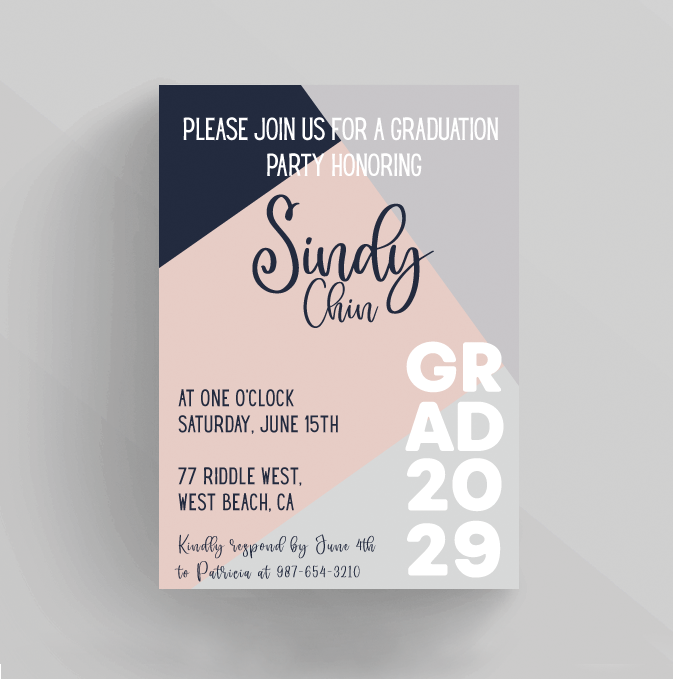 PLEASE JOIN US FOR A GRADUATION
PARTY HONORING
Sindy
Chin
AT ONE O'CLOCK
SATURDAY, JUNE 15TH
77 RIDDLE WEST,
WEST BEACH, CA
Kindly respond by June 4th
to Patricia at 987-654-3210
GR
AD
20
29